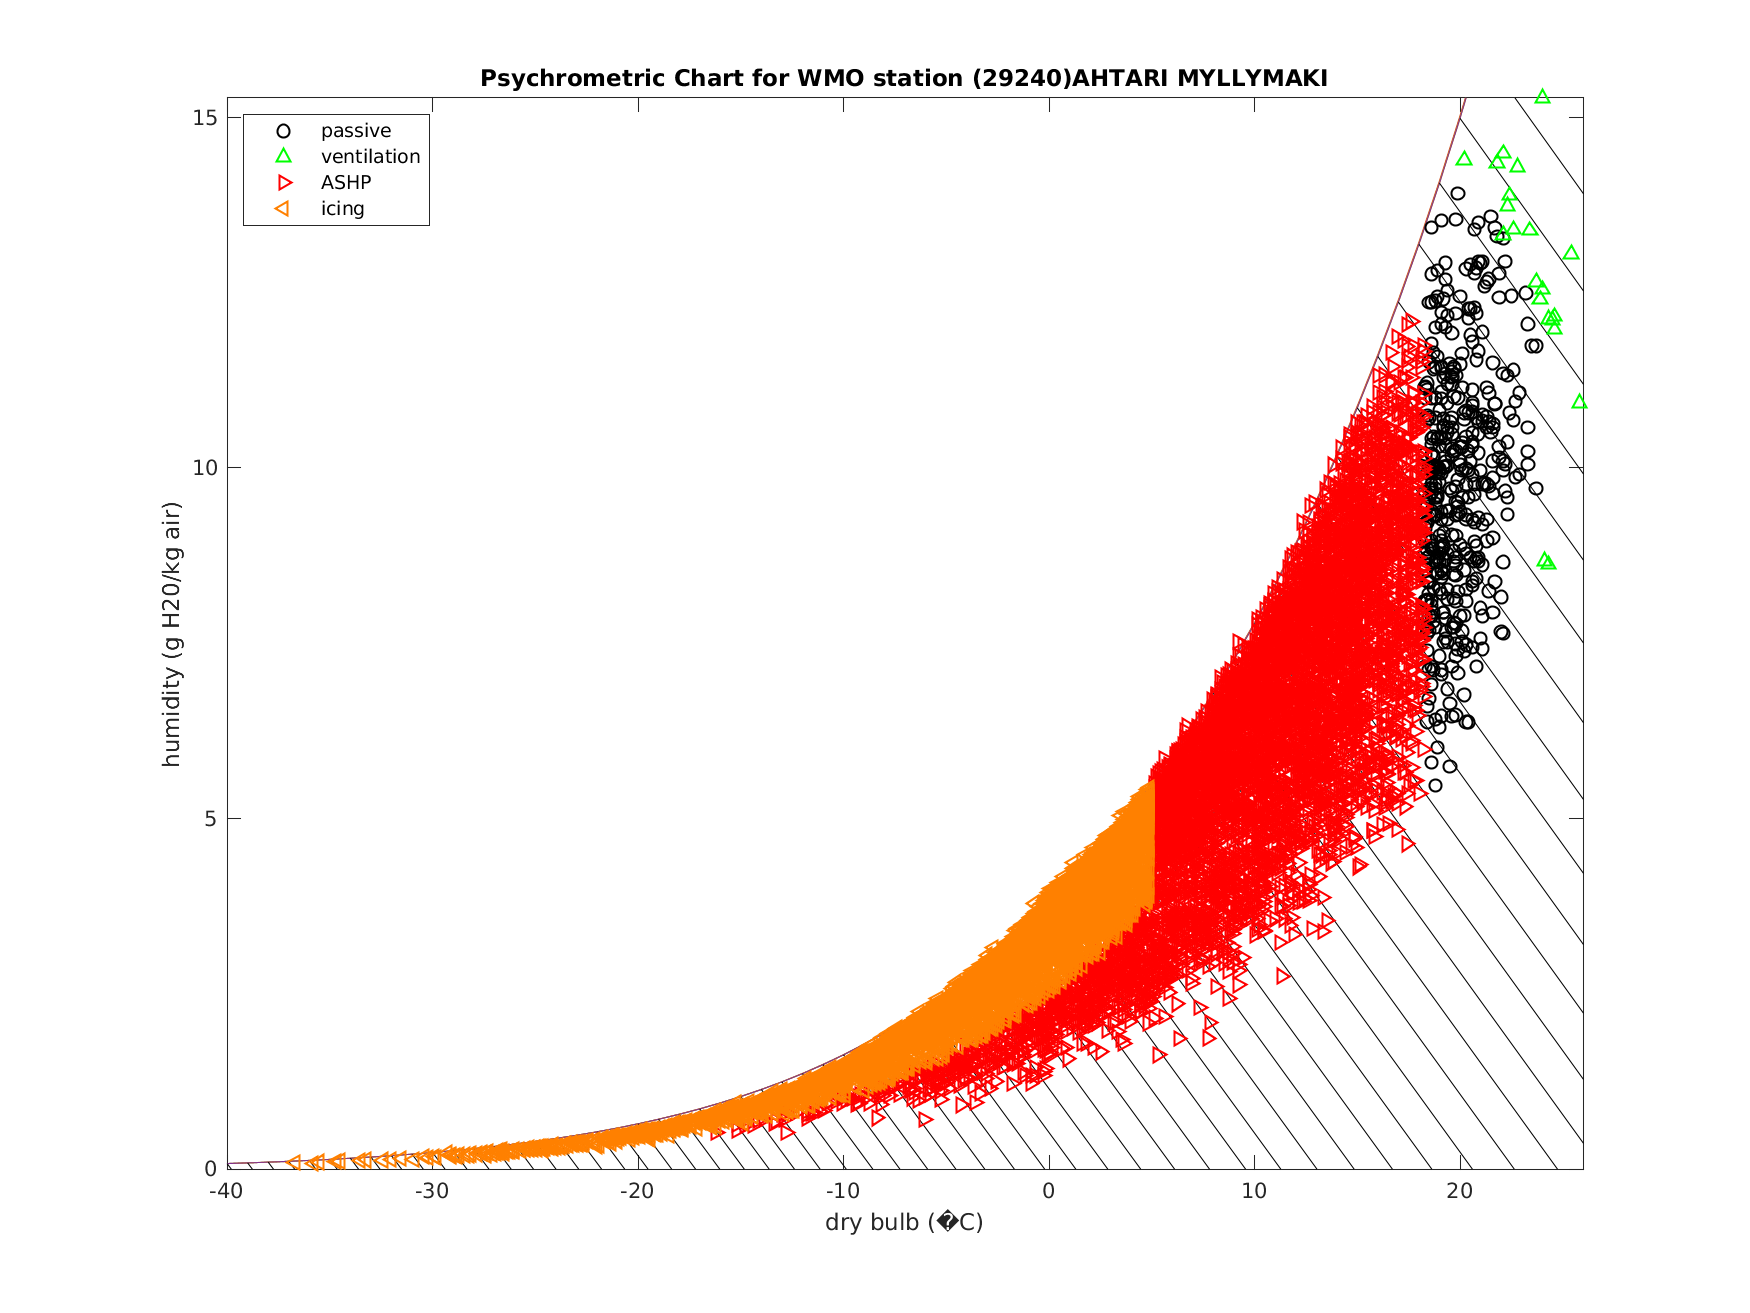 Psychrometric Chart for WMO station (29240)AHTARI MYLLYMAKI
passive
ventilation
ASHP
icing
15
10
5
0
humidity (g H20/kg air)
-40 -30 -20 -10 0 10 20
dry bulb (�C)